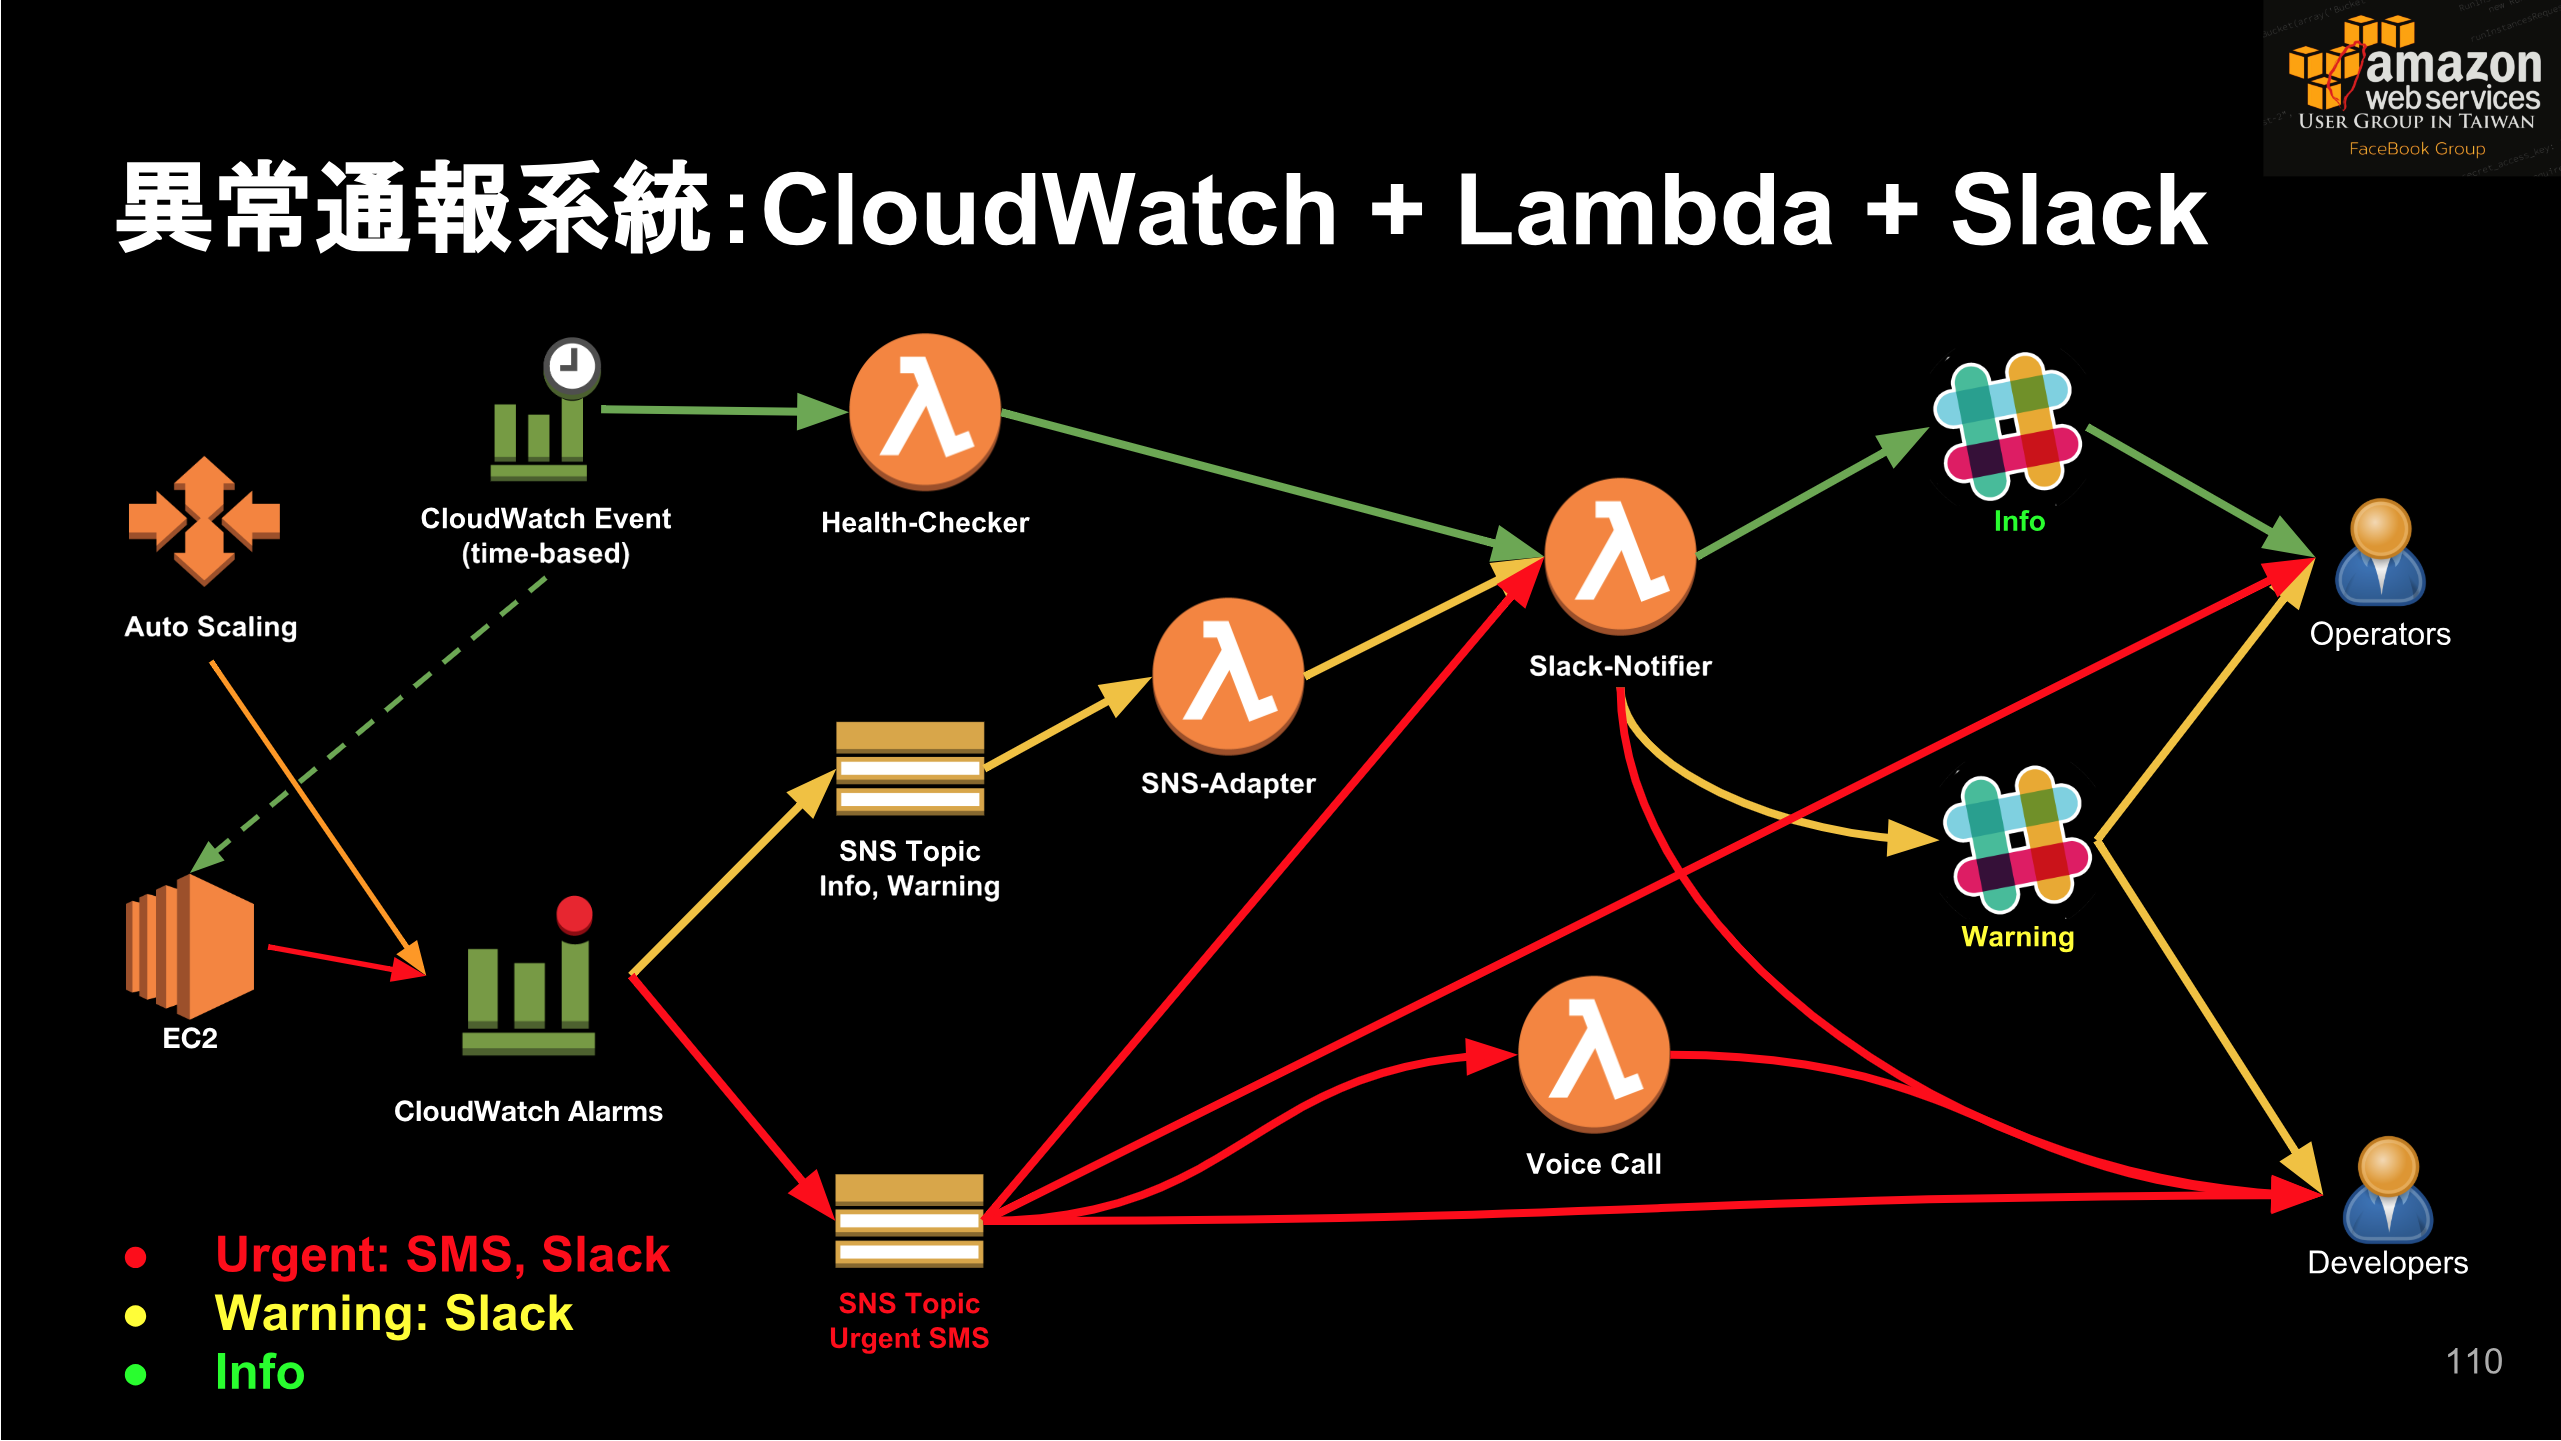 amazon
web services
USER GROUP IN TAIWAN
FaceBook Group
異常通報系統:CloudWatch + Lambda + Slack
CloudWatch Event
(time-based)
Health-Checker
Info
Auto Scaling
Operators
Slack-Notifier
SNS-Adapter
SNS Topic
Info, Warning
Warning
EC2
CloudWatch Alarms
Voice Call
Developers
SNS Topic
Urgent SMS
● Urgent: SMS, Slack
● Warning: Slack
● Info
110